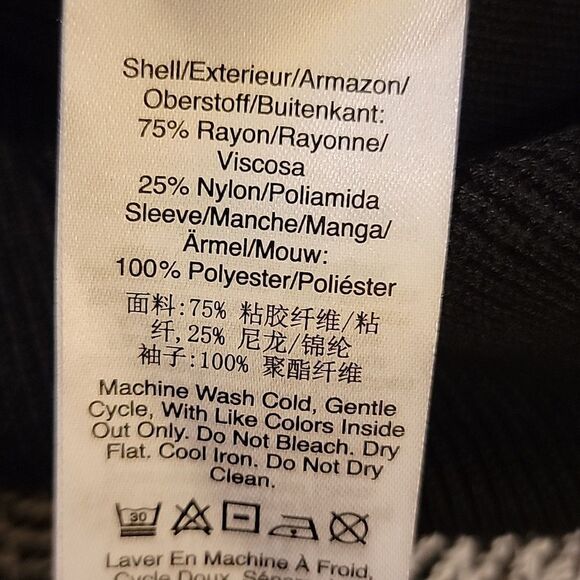 Shell/Exterieur/Armazon/
Oberstoff/Buitenkant:
75% Rayon/Rayonne/
Viscosa
25% Nylon/Poliamida
Sleeve/Manche/Manga/
Ärmel/Mouw:
100% Polyester/Poliéster
面料:75% 粘胶纤维/粘
纤,25% 尼龙/锦纶
袖子:100% 聚酯纤维
Machine Wash Cold, Gentle
Cycle, With Like Colors Inside
Out Only. Do Not Bleach. Dry
Flat. Cool Iron. Do Not Dry
Clean.
30
Laver En Machine À Froid,
Cycle Doux, Séparé